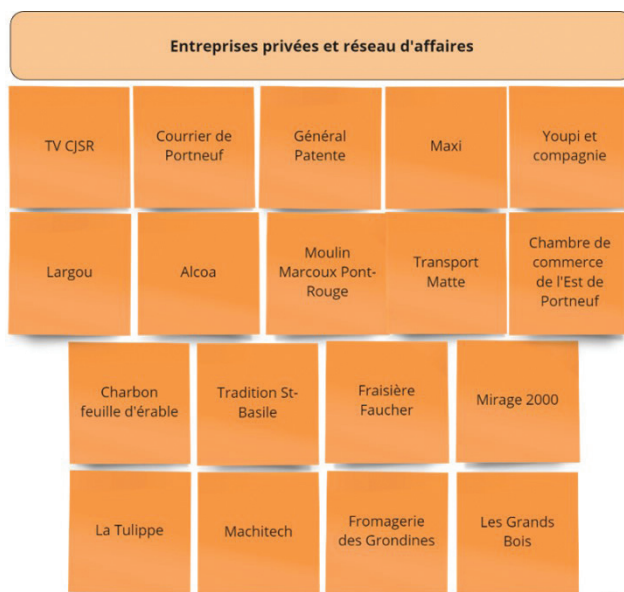 Entreprises privées et réseau d'affaires
TV CJSR
Courrier de
Portneuf
Général
Patente
Maxi
Youpi et
compagnie
Largou
Alcoa
Moulin
Marcoux Pont-
Rouge
Transport
Matte
Chambre de
commerce
de l'Est de
Portneuf
Charbon
feuille d'érable
Tradition St-
Basile
Fraisière
Faucher
Mirage 2000
La Tulippe
Machitech
Fromagerie
des Grondines
Les Grands
Bois